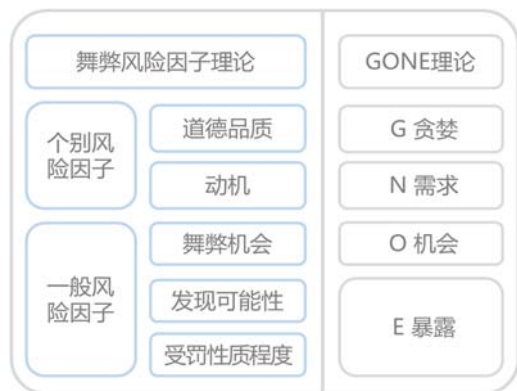 舞弊风险因子理论
GONE理论
个别风
险因子
道德品质
G 贪婪
动机
N 需求
一般风
险因子
舞弊机会
O 机会
发现可能性
受罚性质程度
E 暴露